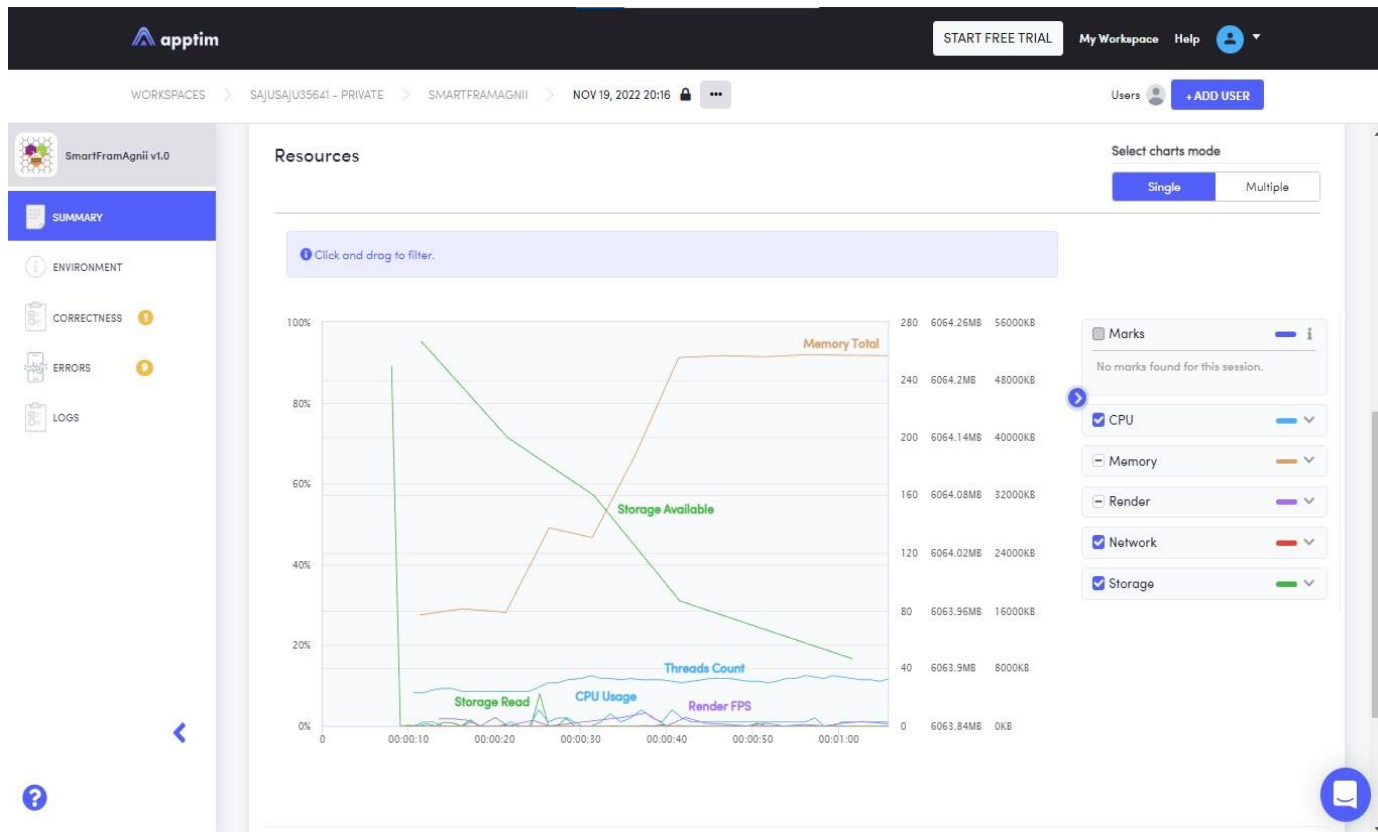 apptim
START FREE TRIAL
My Workspace
Help
WORKSPACES
SAJUSAJU35641 - PRIVATE
SMARTFRAMAGNII
NOV 19, 2022 20:16
Users
+ ADD USER
SmartFramAgnii v1.0
SUMMARY
ENVIRONMENT
CORRECTNESS 1
ERRORS 9
LOGS
Resources
Select charts mode
Single Multiple
Click and drag to filter.
100%
80%
60%
40%
20%
0%
Memory Total
Storage Available
Threads Count
Storage Read
CPU Usage
Render FPS
0 00:00:10 00:00:20 00:00:30 00:00:40 00:00:50 00:01:00
280 6064.26MB 56000KB
240 6064.2MB 48000KB
200 6064.14MB 40000KB
160 6064.08MB 32000KB
120 6064.02MB 24000KB
80 6063.96MB 16000KB
40 6063.9MB 8000KB
0 6063.84MB 0KB
Marks
No marks found for this session.
CPU
Memory
Render
Network
Storage